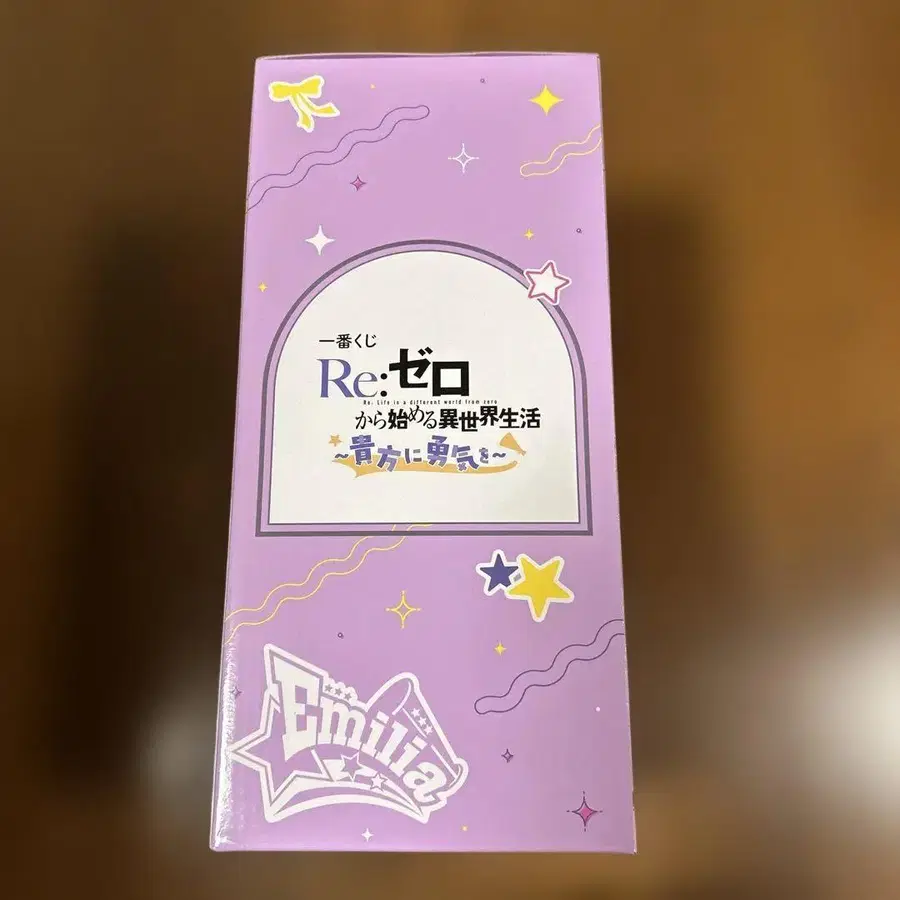 一番くじ
Re:ゼロ
Re: Life in a different world from zero
から始める異世界生活
~貴方に勇気を~
Emilia